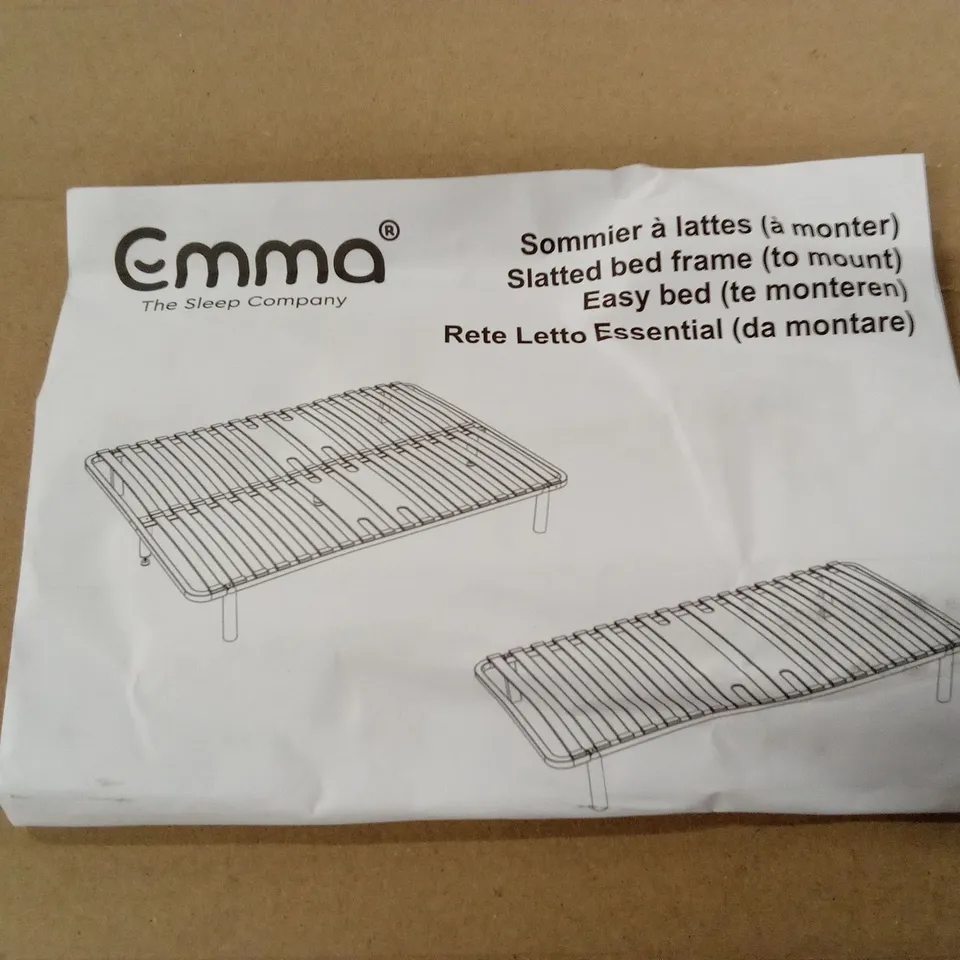 Emma®
The Sleep Company
Sommier à lattes (à monter)
Slatted bed frame (to mount)
Easy bed (te monteren)
Rete Letto Essential (da montare)